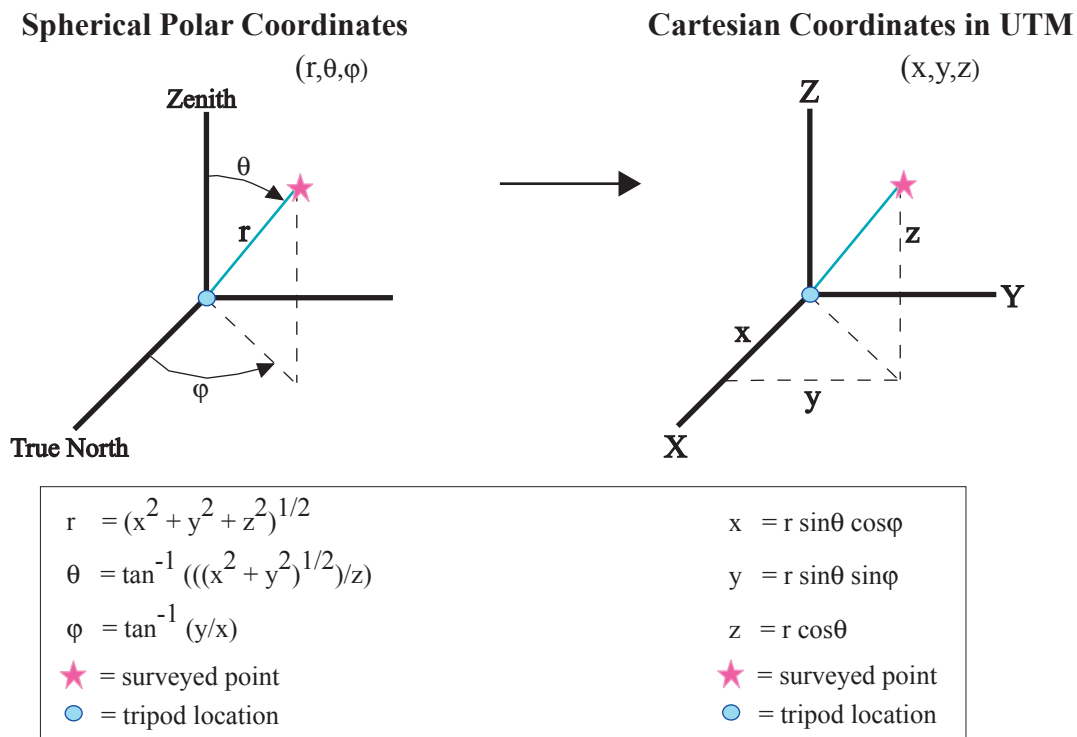 Spherical Polar Coordinates
(r,θ,φ)
Zenith
θ
r
φ
True North
Cartesian Coordinates in UTM
(x,y,z)
Z
z
Y
x
y
X
r = (x² + y² + z²)^1/2
θ = tan⁻¹ (((x² + y²)^1/2)/z)
φ = tan⁻¹ (y/x)
= surveyed point
= tripod location
x = r sinθ cosφ
y = r sinθ sinφ
z = r cosθ
= surveyed point
= tripod location